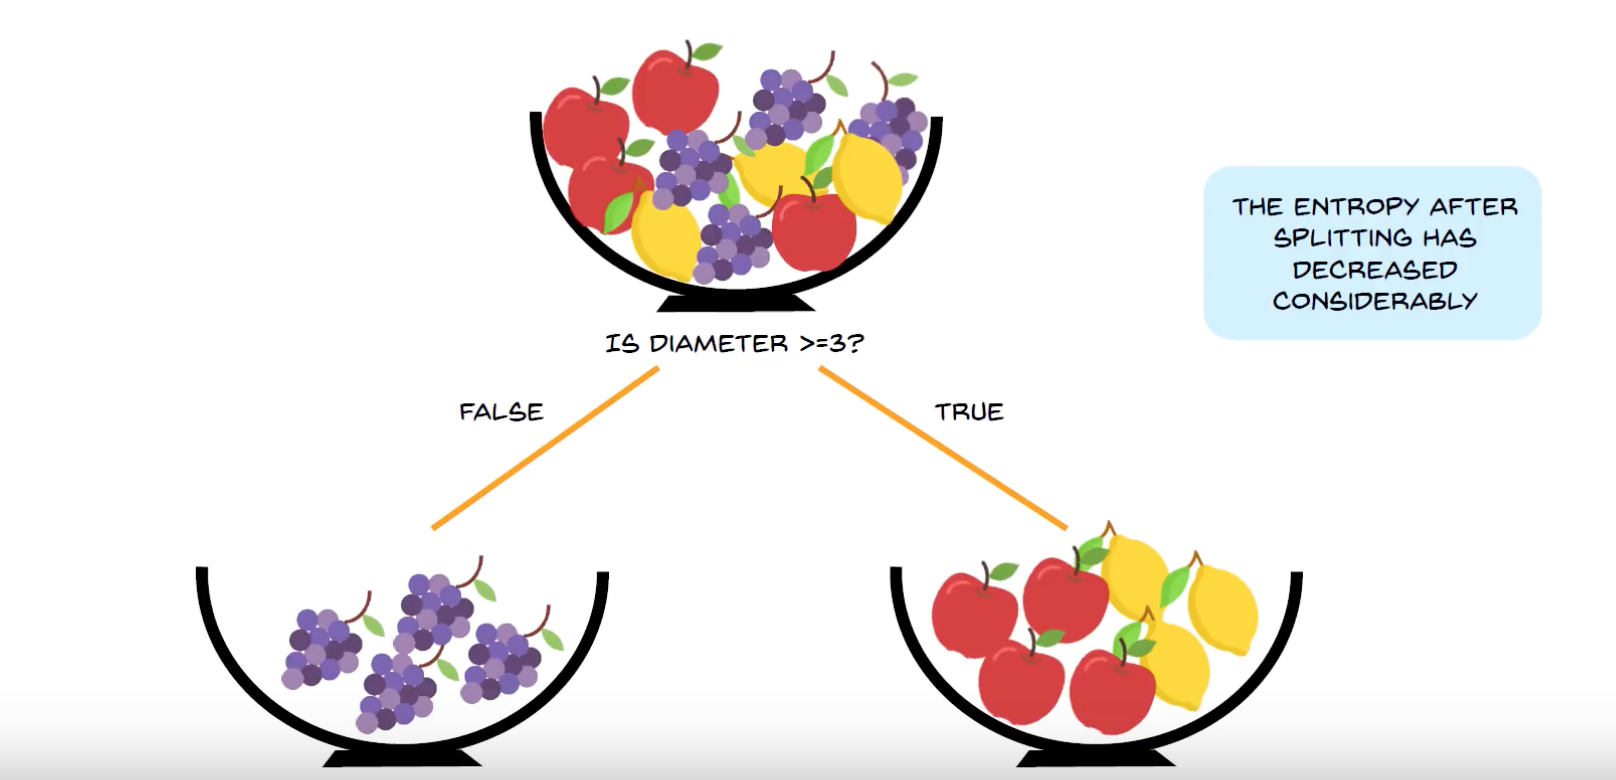 THE ENTROPY AFTER
SPLITTING HAS
DECREASED
CONSIDERABLY
IS DIAMETER >=3?
FALSE
TRUE